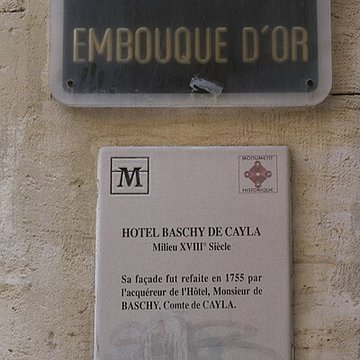 EMBOUQUE D'OR
M
MONUMENT
HISTORIQUE
HOTEL BASCHY DE CAYLA
Milieu XVIII° Siècle
Sa façade fut refaite en 1755 par
l'acquéreur de l'Hôtel, Monsieur de
BASCHY, Comte de CAYLA.